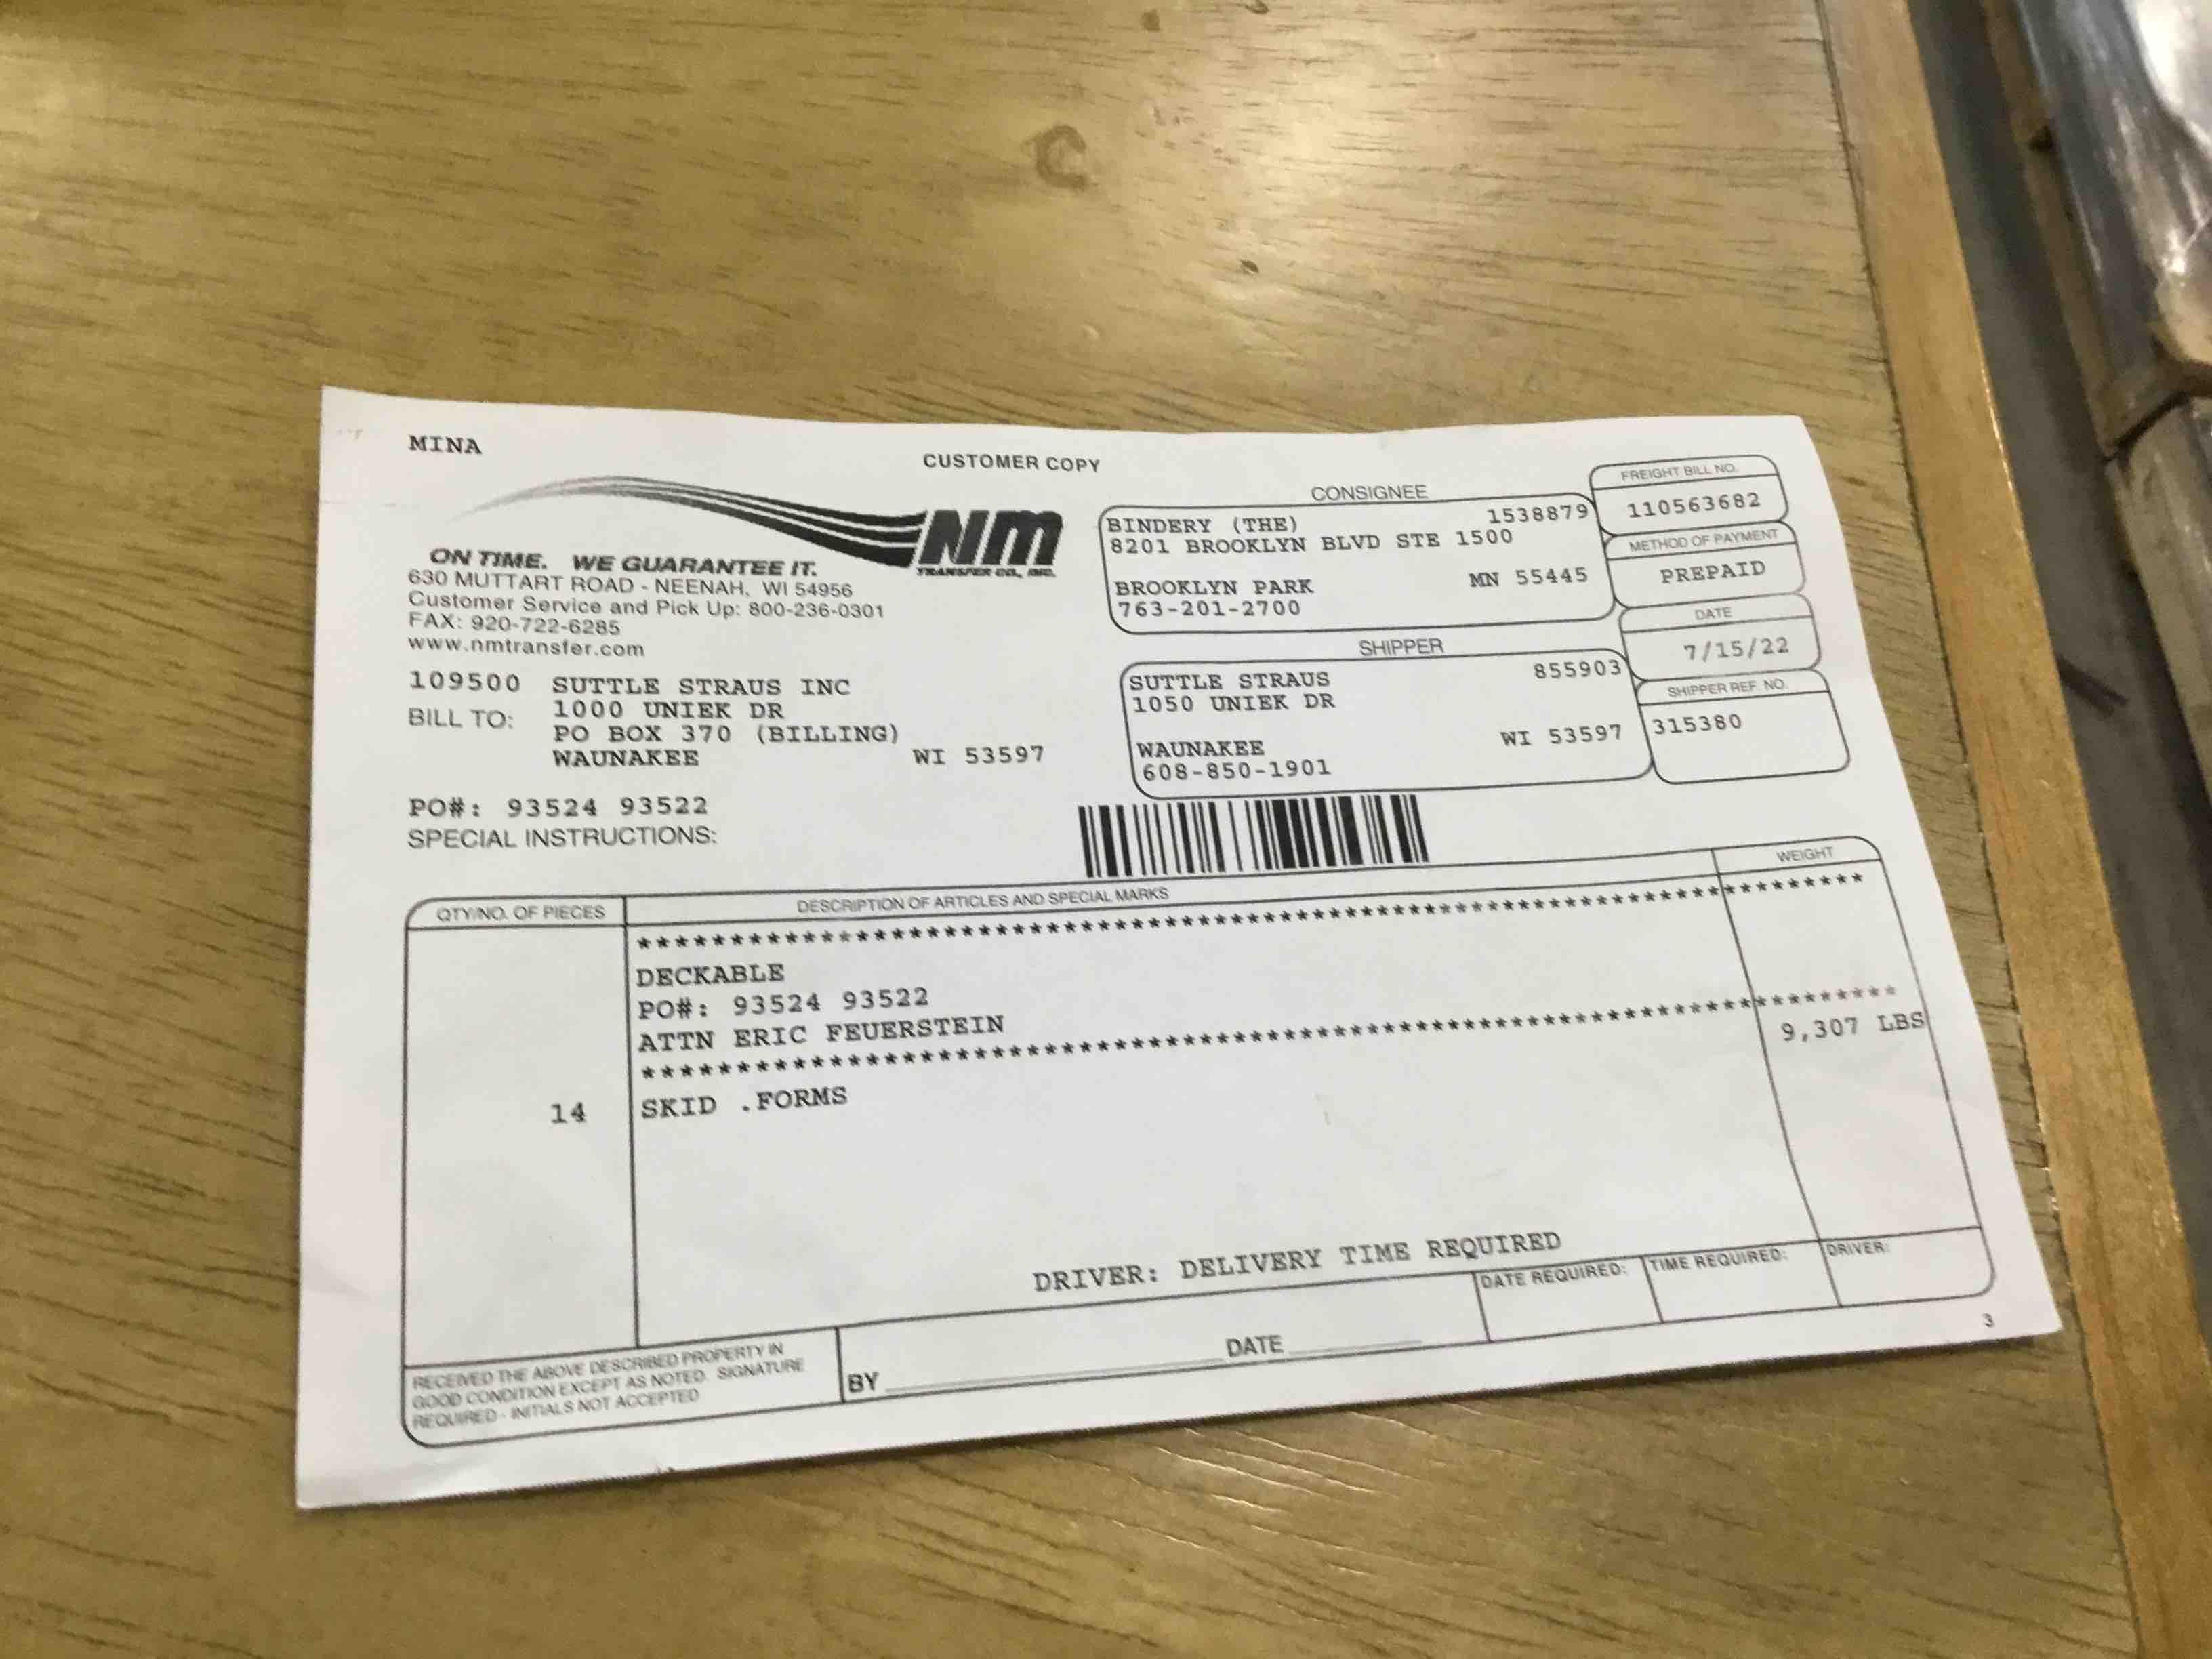 MINA
CUSTOMER COPY
NM
TRANSFER CO., INC.
ON TIME. WE GUARANTEE IT.
630 MUTTART ROAD - NEENAH, WI 54956
Customer Service and Pick Up: 800-236-0301
FAX: 920-722-6285
www.nmtransfer.com
CONSIGNEE
BINDERY (THE) 1538879
8201 BROOKLYN BLVD STE 1500
BROOKLYN PARK MN 55445
763-201-2700
FREIGHT BILL NO.
110563682
METHOD OF PAYMENT
PREPAID
DATE
7/15/22
SHIPPER REF. NO.
315380
SHIPPER
SUTTLE STRAUS 855903
1050 UNIEK DR
WAUNAKEE WI 53597
608-850-1901
109500 SUTTLE STRAUS INC
BILL TO: 1000 UNIEK DR
PO BOX 370 (BILLING)
WAUNAKEE WI 53597
PO#: 93524 93522
SPECIAL INSTRUCTIONS:
QTY/NO. OF PIECES DESCRIPTION OF ARTICLES AND SPECIAL MARKS WEIGHT
DECKABLE
PO#: 93524 93522
ATTN ERIC FEUERSTEIN
14 SKID .FORMS 9,307 LBS
DRIVER: DELIVERY TIME REQUIRED
RECEIVED THE ABOVE DESCRIBED PROPERTY IN
GOOD CONDITION EXCEPT AS NOTED. SIGNATURE
REQUIRED - INITIALS NOT ACCEPTED
BY DATE
DATE REQUIRED: TIME REQUIRED: DRIVER:
3